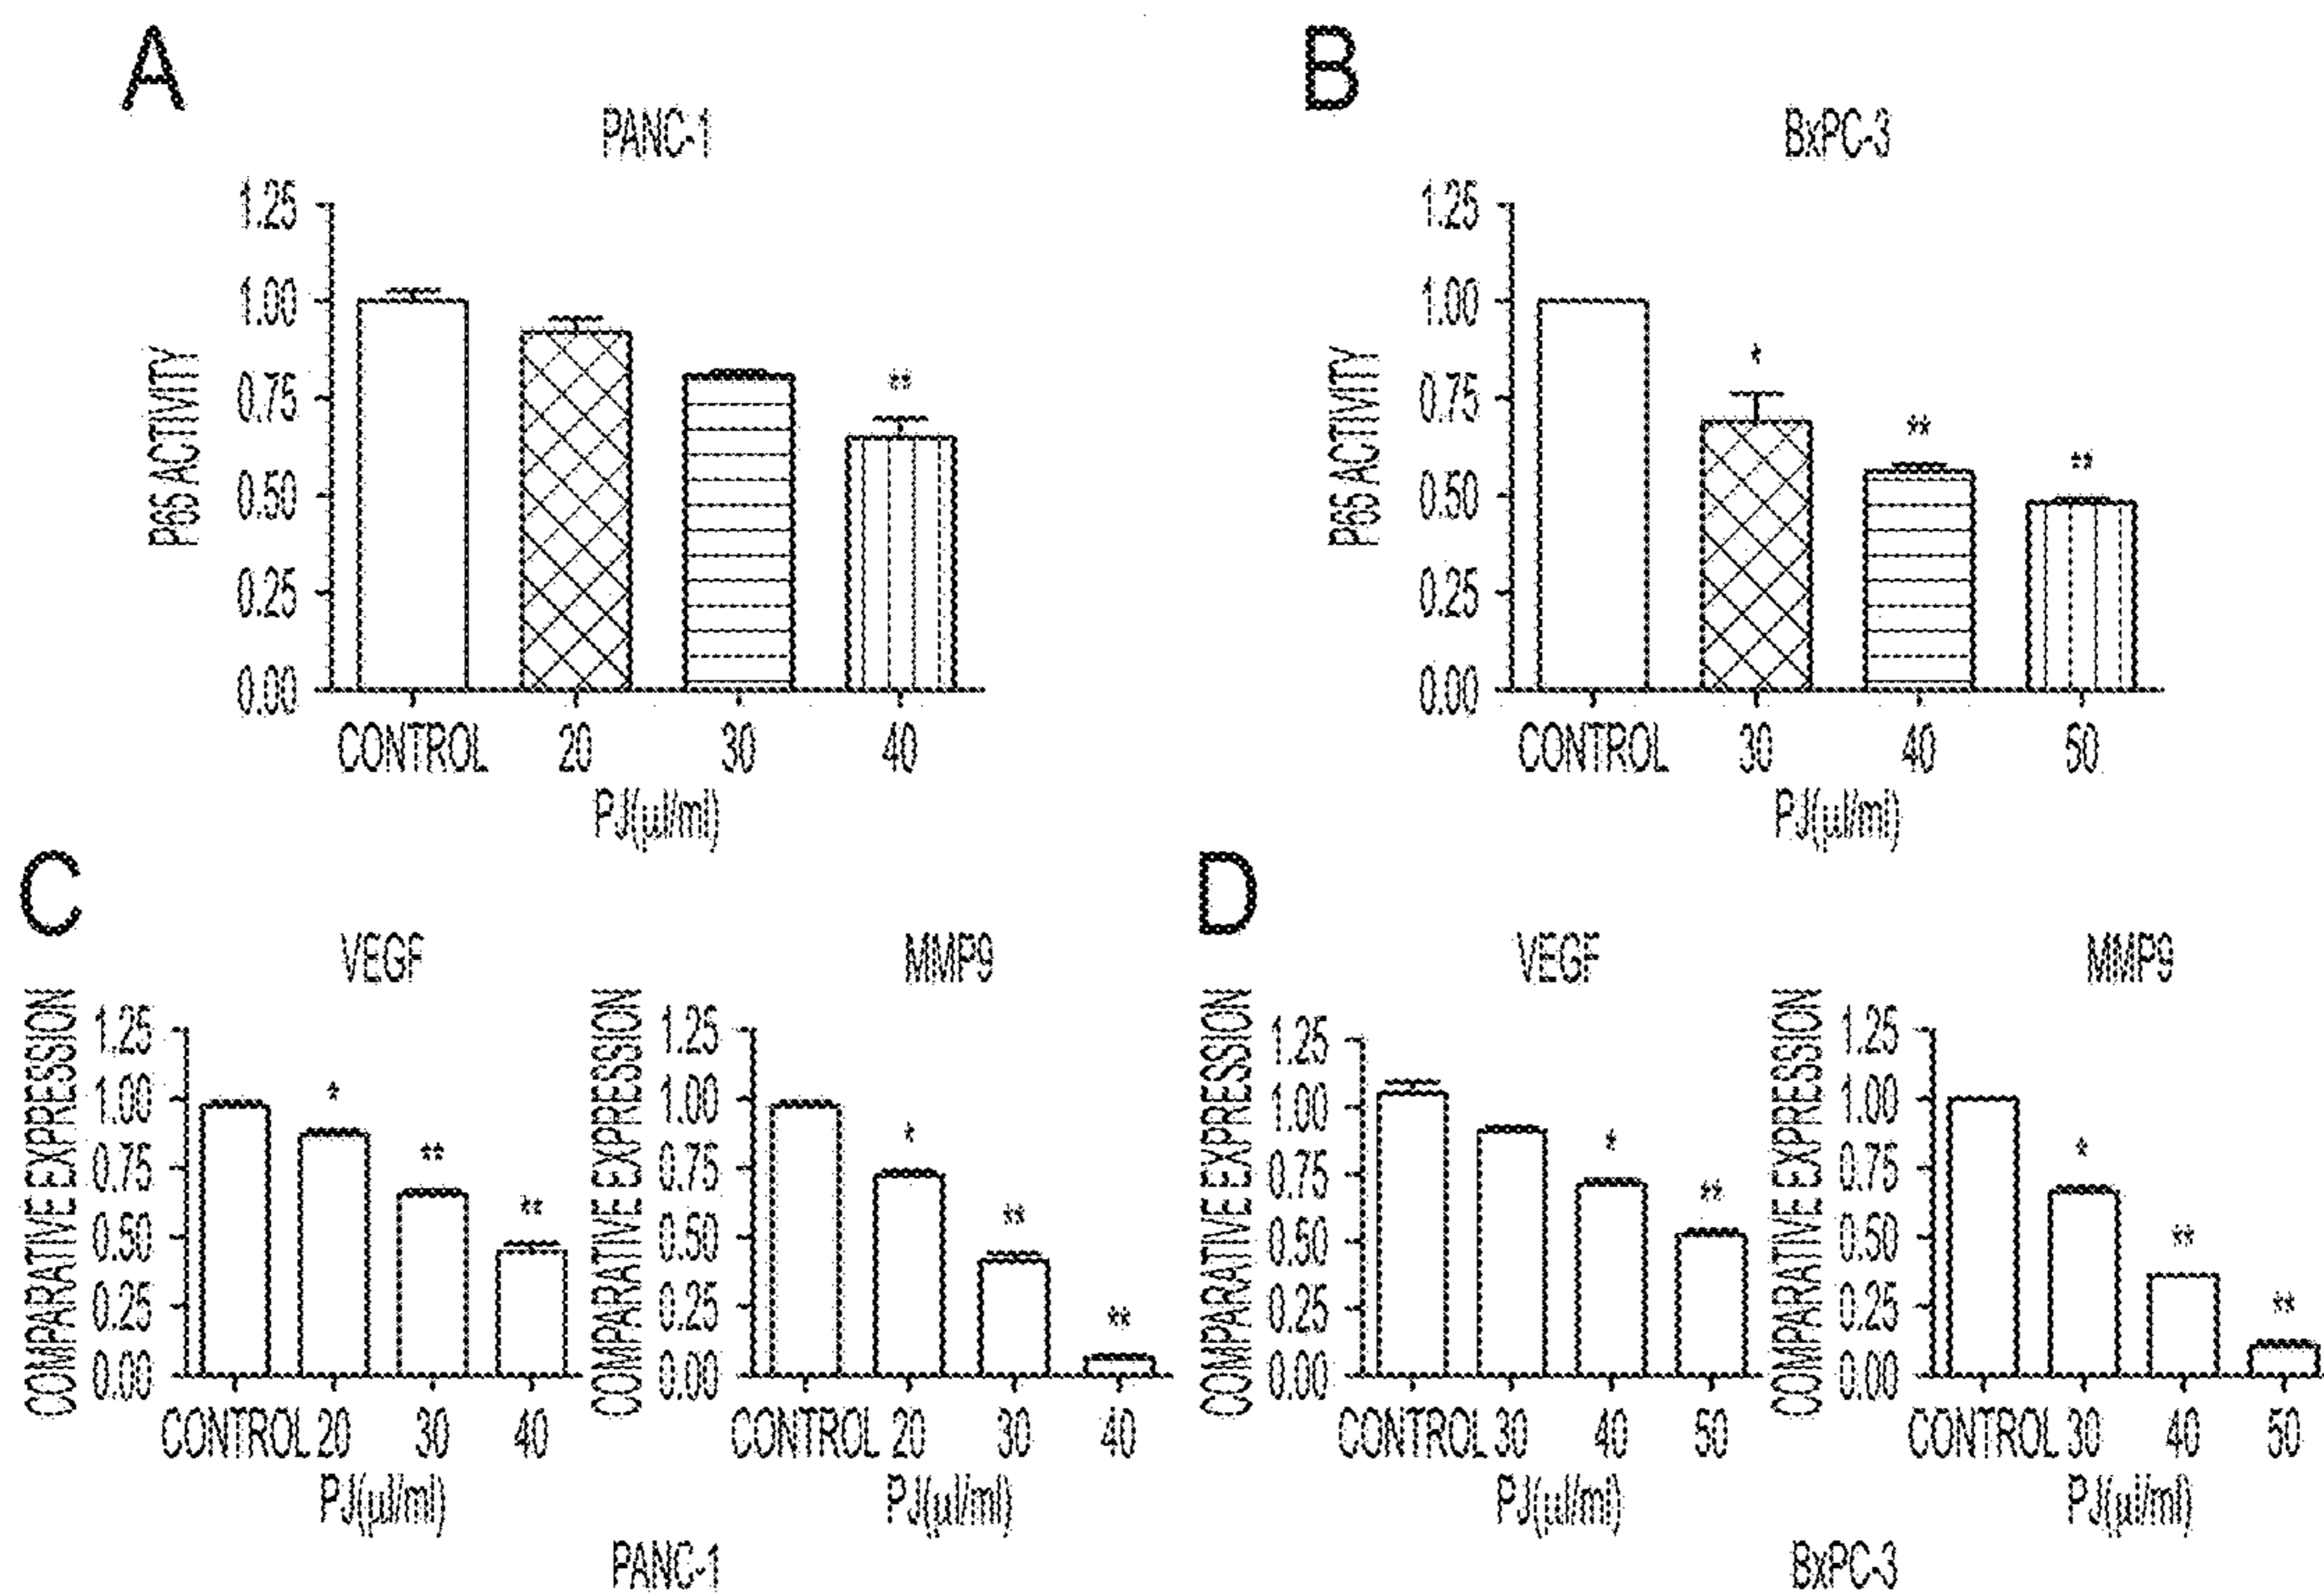 A
PANC-1
P65 ACTIVITY
1.25
1.00
0.75
0.50
0.25
0.00
**
CONTROL 20 30 40
PJ(µl/ml)
B
BxPC-3
P65 ACTIVITY
1.25
1.00
0.75
0.50
0.25
0.00
*
**
**
CONTROL 30 40 50
PJ(µl/ml)
C
VEGF
COMPARATIVE EXPRESSION
1.25
1.00
0.75
0.50
0.25
0.00
*
**
**
CONTROL 20 30 40
PJ(µl/ml)
MMP9
COMPARATIVE EXPRESSION
1.25
1.00
0.75
0.50
0.25
0.00
*
**
**
CONTROL 20 30 40
PJ(µl/ml)
PANC-1
D
VEGF
COMPARATIVE EXPRESSION
1.25
1.00
0.75
0.50
0.25
0.00
*
**
CONTROL 30 40 50
PJ(µl/ml)
MMP9
COMPARATIVE EXPRESSION
1.25
1.00
0.75
0.50
0.25
0.00
*
**
**
CONTROL 30 40 50
PJ(µl/ml)
BxPC-3